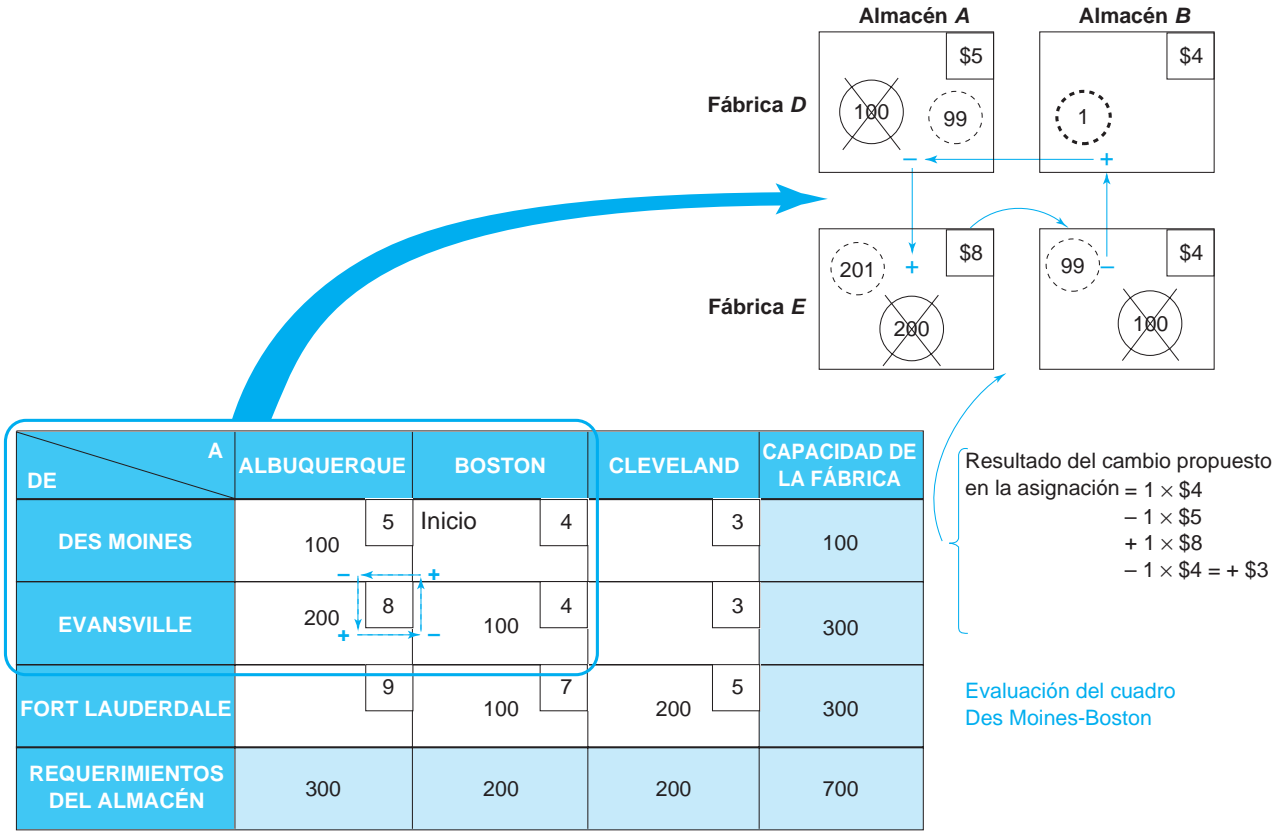 Almacén A Almacén B
$5 $4
Fábrica D 100 99 1
– +
$8 $4
201 + 99 –
Fábrica E 200 100
A
DE
ALBUQUERQUE BOSTON CLEVELAND CAPACIDAD DE LA FÁBRICA
DES MOINES 100 5 Inicio 4 3 100
– +
EVANSVILLE 200 8 100 4 3 300
+ –
FORT LAUDERDALE 9 100 7 200 5 300
REQUERIMIENTOS DEL ALMACÉN 300 200 200 700
Resultado del cambio propuesto
en la asignación = 1 × $4
– 1 × $5
+ 1 × $8
– 1 × $4 = + $3
Evaluación del cuadro
Des Moines-Boston